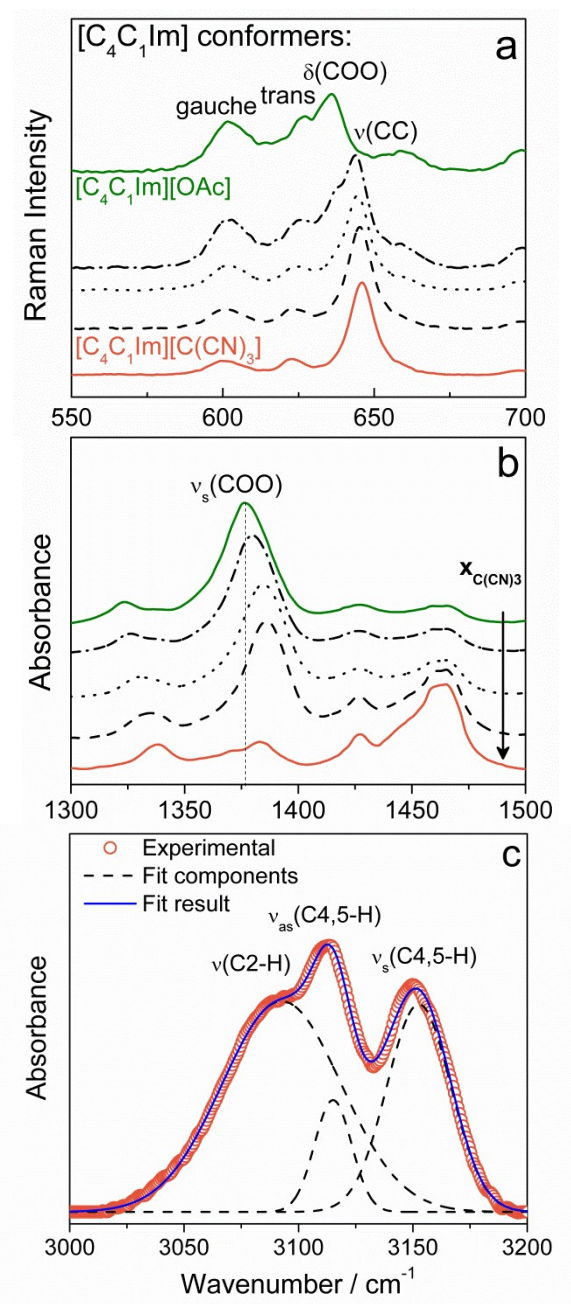 [C₄C₁Im] conformers:
a
δ(COO)
gauche
trans
ν(CC)
[C₄C₁Im][OAc]
[C₄C₁Im][C(CN)₃]
Raman Intensity
550 600 650 700
b
νₛ(COO)
x_C(CN)3
Absorbance
1300 1350 1400 1450 1500
Experimental
c
Fit components
Fit result
ν_as(C4,5-H)
ν(C2-H)
νₛ(C4,5-H)
Absorbance
3000 3050 3100 3150 3200
Wavenumber / cm⁻¹